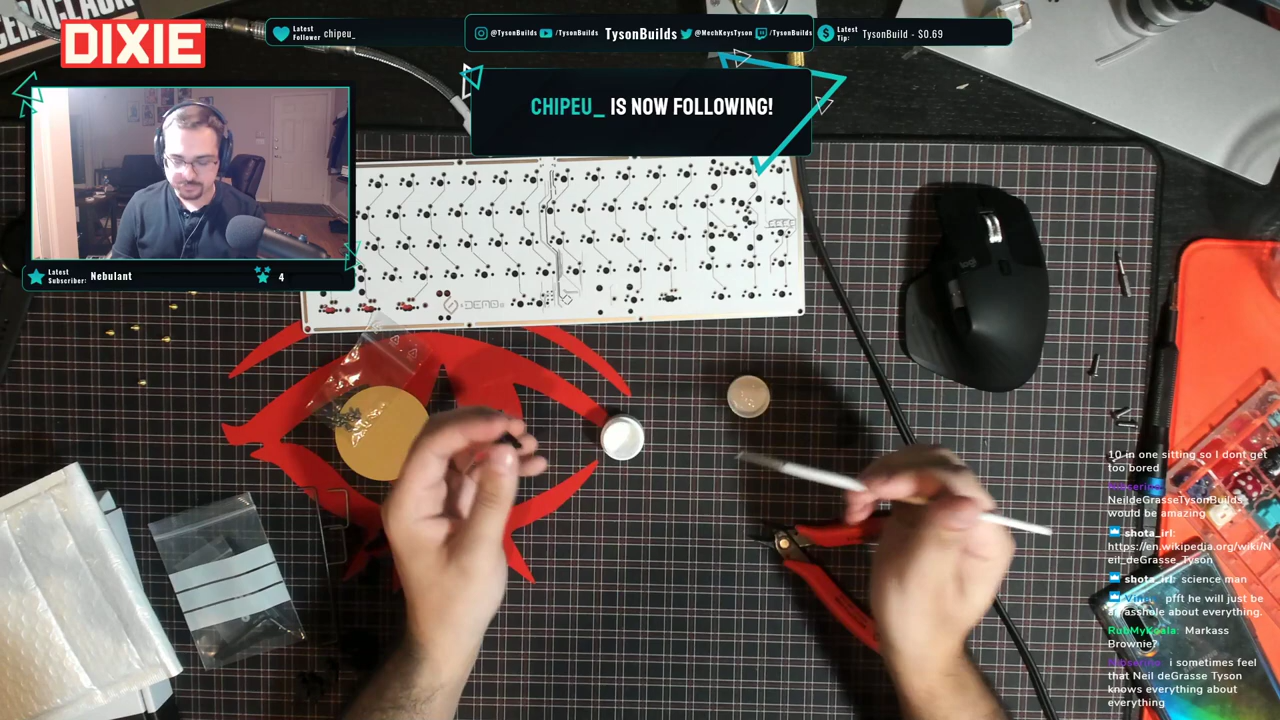 DIXIE
Latest Follower chipeu_
@TysonBuilds /TysonBuilds TysonBuilds @MechKeysTyson /TysonBuilds
Latest Tip: TysonBuild - $0.69
CHIPEU_ IS NOW FOLLOWING!
Latest Subscriber: Nebulant
4
DEMO
10 in one sitting so I dont get
too bored
NeildeGrasseTysonBuilds
would be amazing
shota_irl:
https://en.wikipedia.org/wiki/N
eil_deGrasse_Tyson
shota_irl: science man
pfft he will just be
an asshole about everything.
RubMyKoala: Markass
Brownie?
i sometimes feel
that Neil deGrasse Tyson
knows everything about
everything